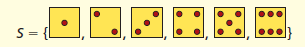 S = { , , , , , }